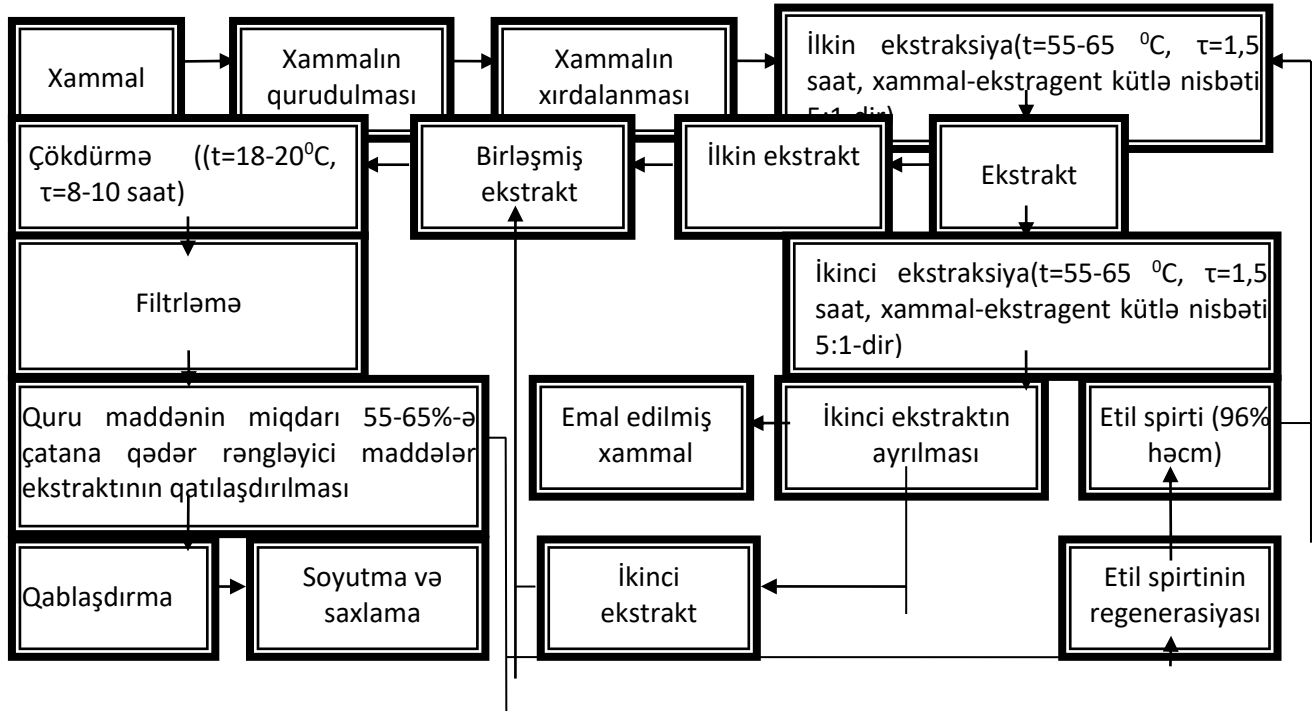 Xammal
Xammalın
qurudulması
Xammalın
xırdalanması
İlkin ekstraksiya(t=55-65 ⁰C, τ=1,5
saat, xammal-ekstragent kütlə nisbəti
5:1-dir)
Çökdürmə ((t=18-20⁰C,
τ=8-10 saat)
Birləşmiş
ekstrakt
İlkin ekstrakt
Ekstrakt
Filtrləmə
İkinci ekstraksiya(t=55-65 ⁰C, τ=1,5
saat, xammal-ekstragent kütlə nisbəti
5:1-dir)
Quru maddənin miqdarı 55-65%-ə
çatana qədər rəngləyici maddələr
ekstraktının qatılaşdırılması
Emal edilmiş
xammal
İkinci ekstraktın
ayrılması
Etil spirti (96%
həcm)
Qablaşdırma
Soyutma və
saxlama
İkinci
ekstrakt
Etil spirtinin
regenerasiyası